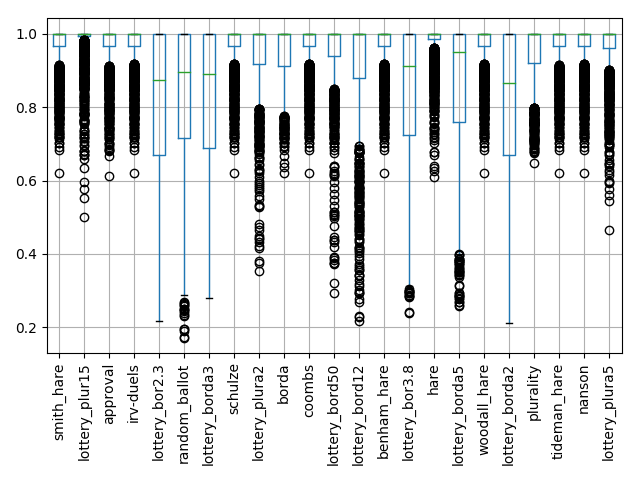 1.0
0.8
0.6
0.4
0.2
smith_hare
lottery_plur15
approval
irv-duels
lottery_bor2.3
random_ballot
lottery_borda3
schulze
lottery_plura2
borda
coombs
lottery_bord50
lottery_bord12
benham_hare
lottery_bor3.8
hare
lottery_borda5
woodall_hare
lottery_borda2
plurality
tideman_hare
nanson
lottery_plura5